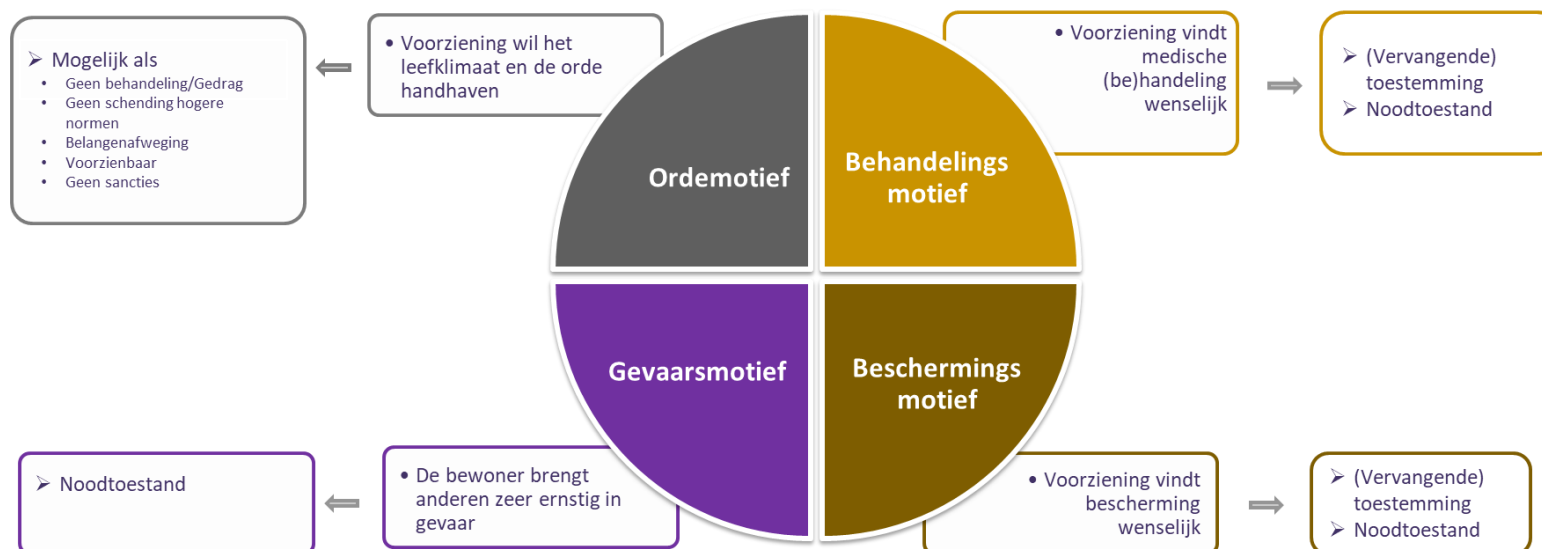 ➢ Mogelijk als
• Geen behandeling/Gedrag
• Geen schending hogere
normen
• Belangenafweging
• Voorzienbaar
• Geen sancties
• Voorziening wil het
leefklimaat en de orde
handhaven
Ordemotief
Behandelings
motief
• Voorziening vindt
medische
(be)handeling
wenselijk
➢ (Vervangende)
toestemming
➢ Noodtoestand
➢ Noodtoestand
• De bewoner brengt
anderen zeer ernstig in
gevaar
Gevaarsmotief
Beschermings
motief
• Voorziening vindt
bescherming
wenselijk
➢ (Vervangende)
toestemming
➢ Noodtoestand